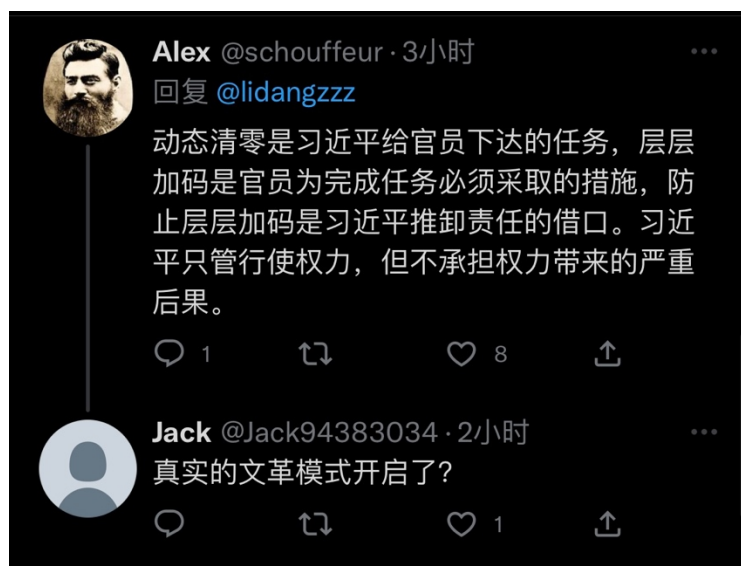 Alex @schouffeur · 3小时
回复 @lidangzzz
动态清零是习近平给官员下达的任务，层层
加码是官员为完成任务必须采取的措施，防
止层层加码是习近平推卸责任的借口。习近
平只管行使权力，但不承担权力带来的严重
后果。
1 8
Jack @Jack94383034 · 2小时
真实的文革模式开启了？
1